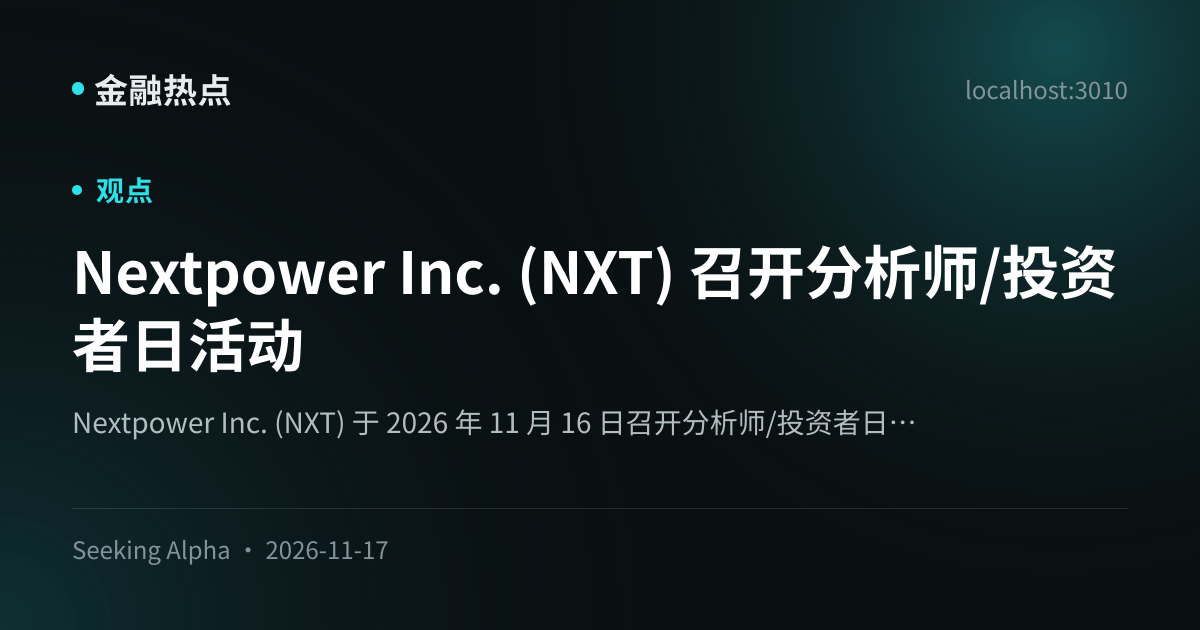 金融热点
localhost:3010
观点
Nextpower Inc. (NXT) 召开分析师/投资
者日活动
Nextpower Inc. (NXT) 于 2026 年 11 月 16 日召开分析师/投资者日…
Seeking Alpha • 2026-11-17